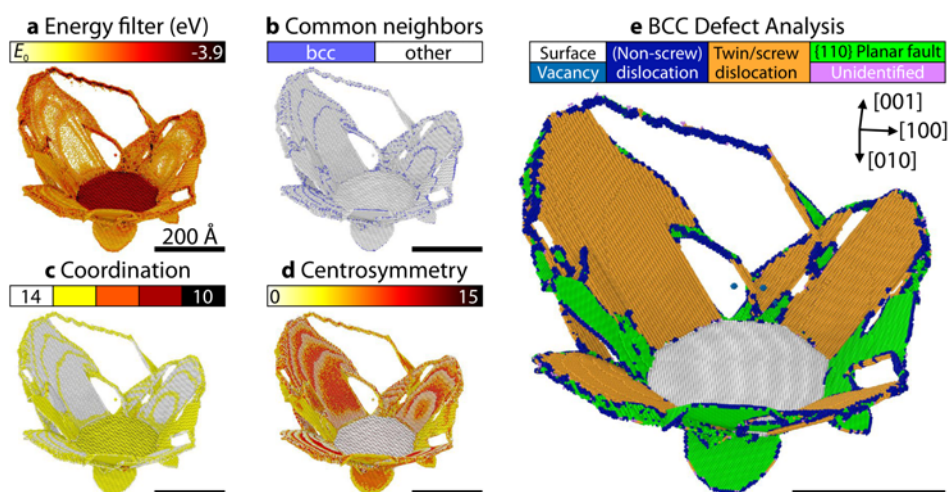 a Energy filter (eV)
E₀ -3.9
200 Å
b Common neighbors
bcc other
c Coordination
14 10
d Centrosymmetry
0 15
e BCC Defect Analysis
Surface (Non-screw) Twin/screw {110} Planar fault
Vacancy dislocation dislocation Unidentified
[001]
[100]
[010]